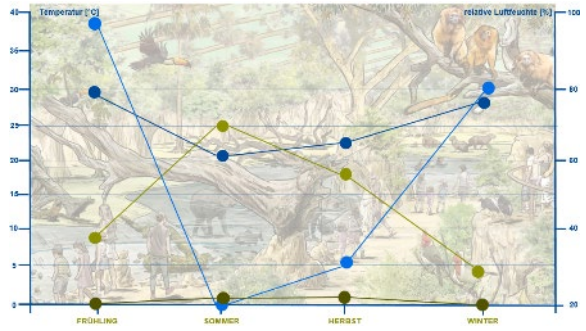 Temperatur [°C]
relative Luftfeuchte [%]
40
100
30
80
25
20
60
15
10
40
5
0
20
FRÜHLING
SOMMER
HERBST
WINTER